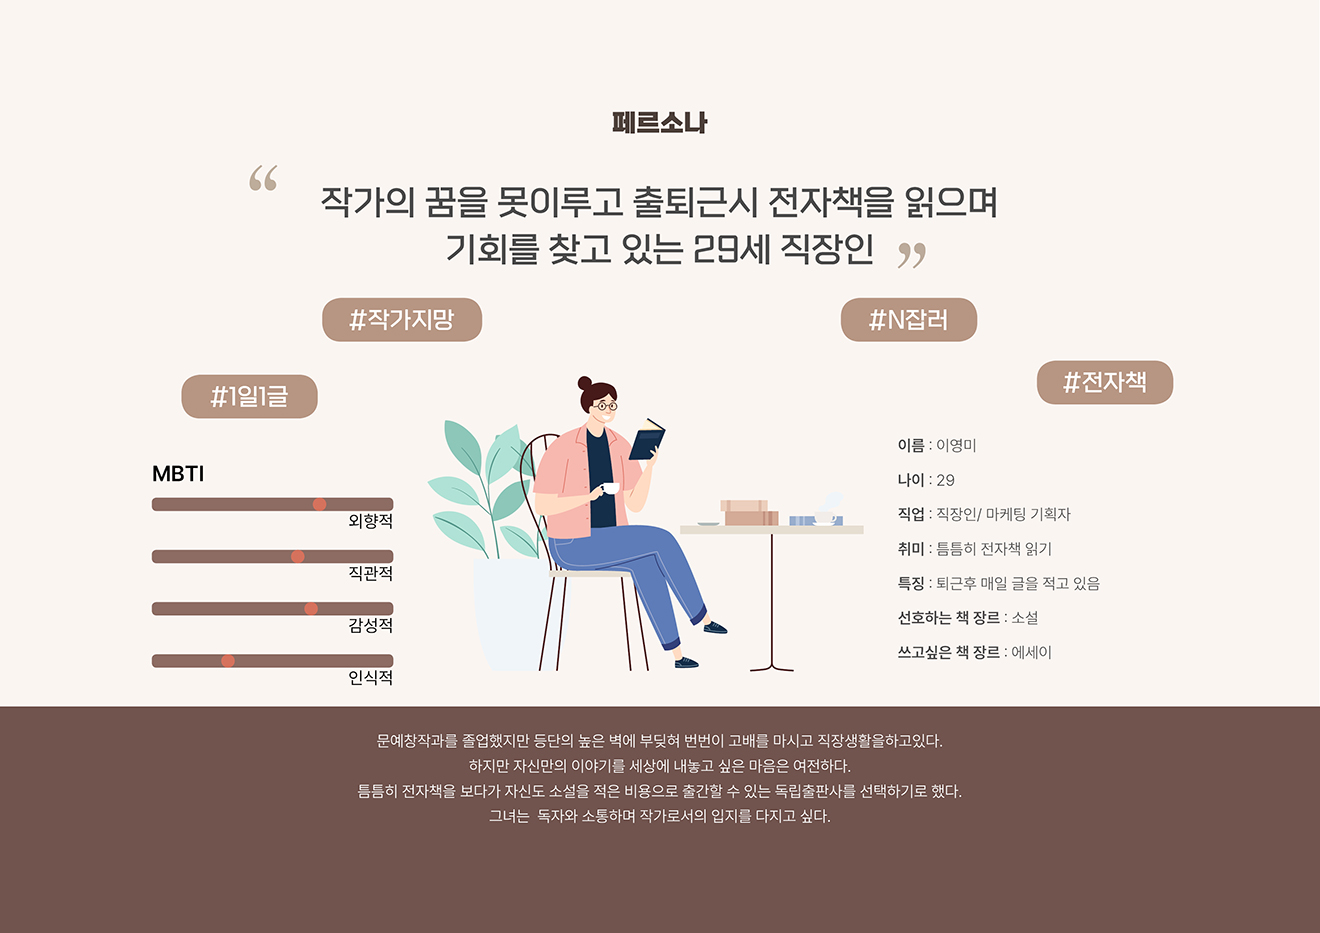 페르소나
“ 작가의 꿈을 못이루고 출퇴근시 전자책을 읽으며
기회를 찾고 있는 29세 직장인 ”
#작가지망
#N잡러
#1일1글
#전자책
MBTI
외향적
직관적
감성적
인식적
이름 : 이영미
나이 : 29
직업 : 직장인/ 마케팅 기획자
취미 : 틈틈히 전자책 읽기
특징 : 퇴근후 매일 글을 적고 있음
선호하는 책 장르 : 소설
쓰고싶은 책 장르 : 에세이
문예창작과를 졸업했지만 등단의 높은 벽에 부딪혀 번번이 고배를 마시고 직장생활을하고있다.
하지만 자신만의 이야기를 세상에 내놓고 싶은 마음은 여전하다.
틈틈히 전자책을 보다가 자신도 소설을 적은 비용으로 출간할 수 있는 독립출판사를 선택하기로 했다.
그녀는 독자와 소통하며 작가로서의 입지를 다지고 싶다.